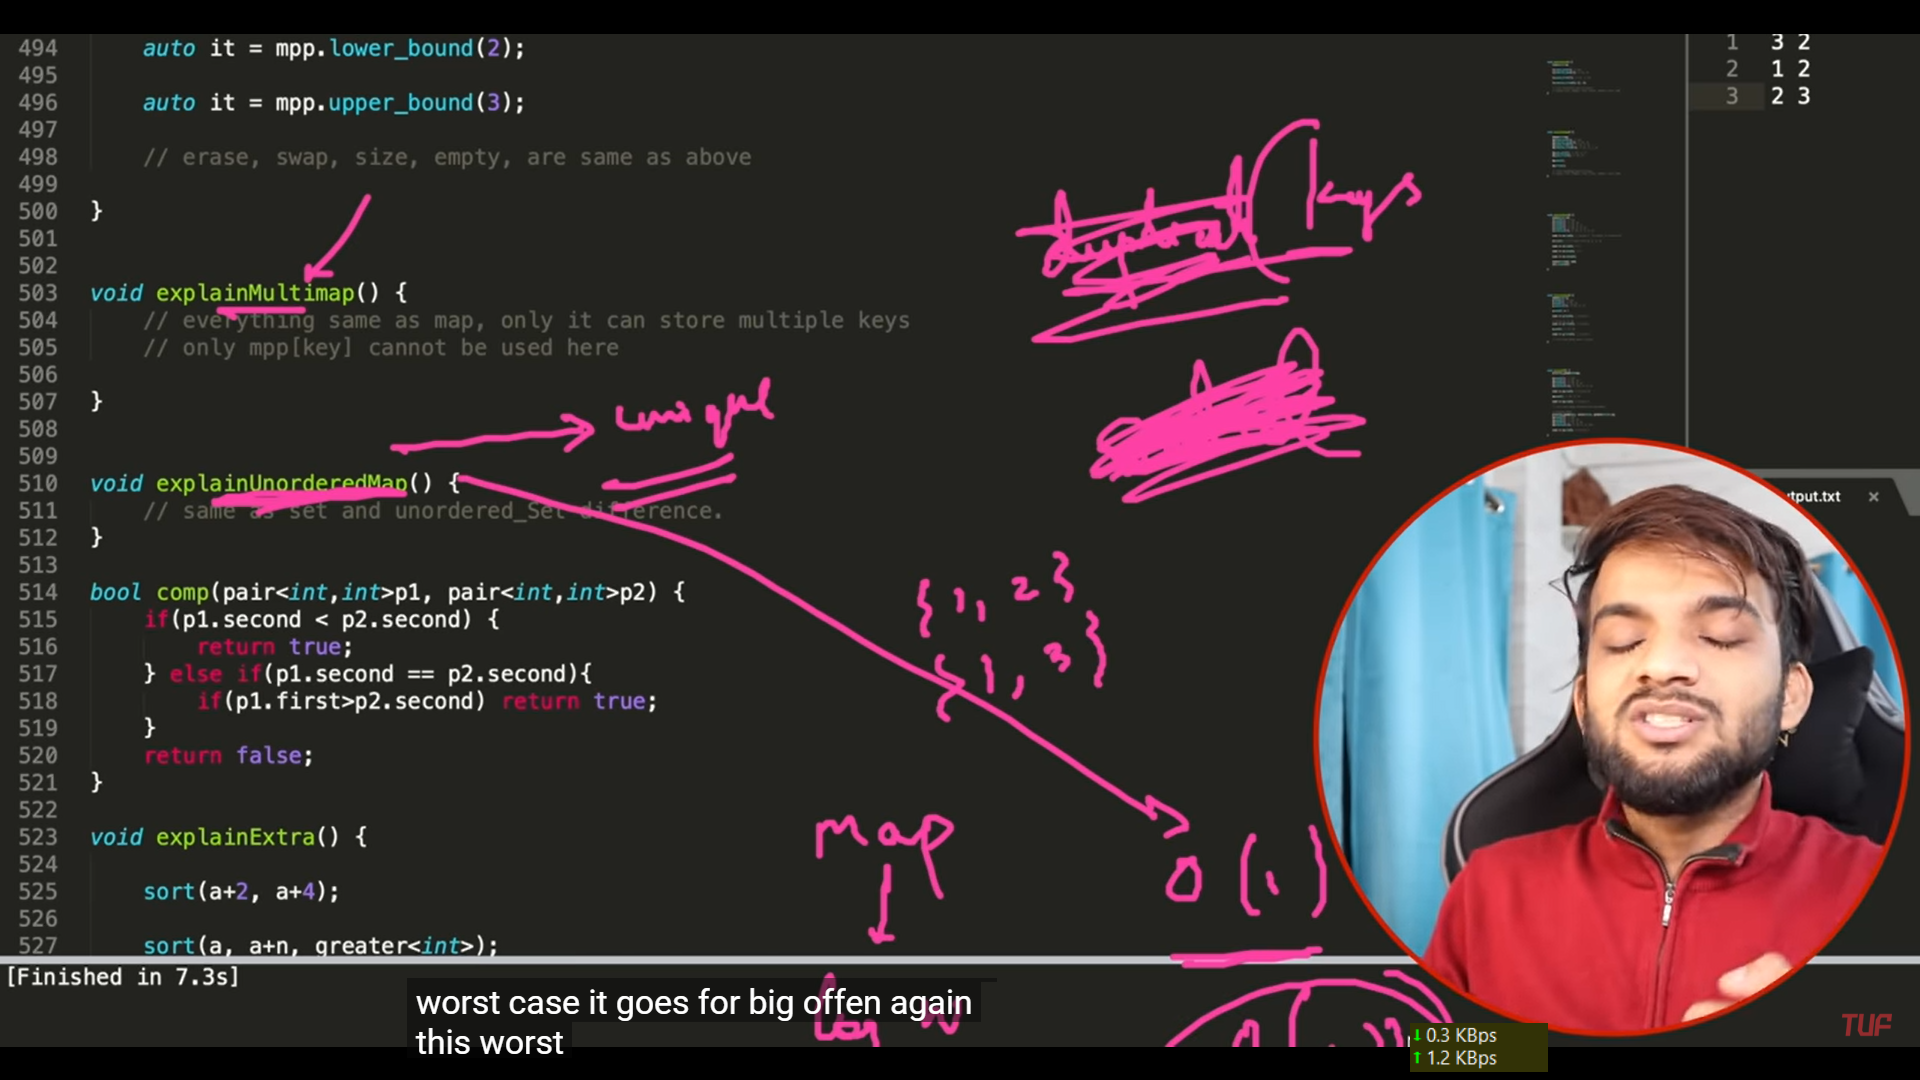 494 auto it = mpp.lower_bound(2);
495
496 auto it = mpp.upper_bound(3);
497
498 // erase, swap, size, empty, are same as above
499
500 }
501
502
503 void explainMultimap() {
504 // everything same as map, only it can store multiple keys
505 // only mpp[key] cannot be used here
506
507 }
508
509
510 void explainUnorderedMap() {
511 // same as set and unordered_Set difference.
512 }
513
514 bool comp(pair<int,int>p1, pair<int,int>p2) {
515 if(p1.second < p2.second) {
516 return true;
517 } else if(p1.second == p2.second){
518 if(p1.first>p2.second) return true;
519 }
520 return false;
521 }
522
523 void explainExtra() {
524
525 sort(a+2, a+4);
526
527 sort(a, a+n, greater<int>);
1 3 2
2 1 2
3 2 3
keys
unique
{1, 2}
{1, 3}
map
O(1)
log n
utput.txt ×
[Finished in 7.3s]
worst case it goes for big offen again
this worst
TUF
↓ 0.3 KBps
↑ 1.2 KBps